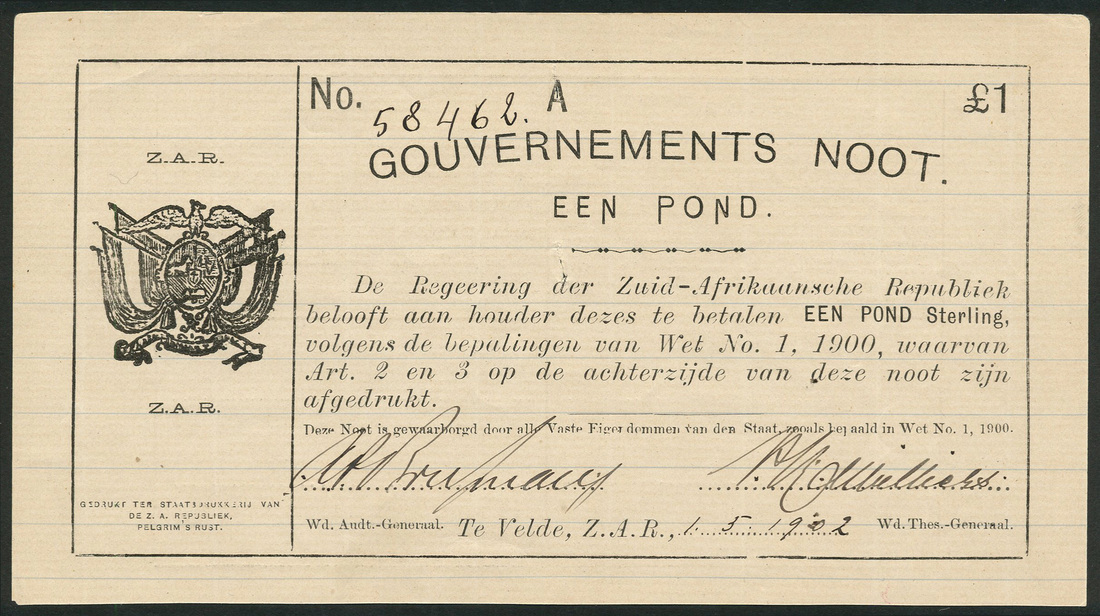 No. 58462. A £1
GOUVERNEMENTS NOOT.
EEN POND.
Z.A.R.
Z.A.R.
GEDRUKT TER STAATSDRUKKERIJ VAN
DE Z. A. REPUBLIEK,
PELGRIM'S RUST.
De Regeering der Zuid-Afrikaansche Republiek
belooft aan houder dezes te betalen EEN POND Sterling,
volgens de bepalingen van Wet No. 1, 1900, waarvan
Art. 2 en 3 op de achterzijde van deze noot zijn
afgedrukt.
Deze Noot is gewaarborgd door alle Vaste Eigendommen van den Staat, zooals bepaald in Wet No. 1, 1900.
Wd. Audt.-Generaal. Te Velde, Z.A.R., 1 5 1902 Wd. Thes.-Generaal.